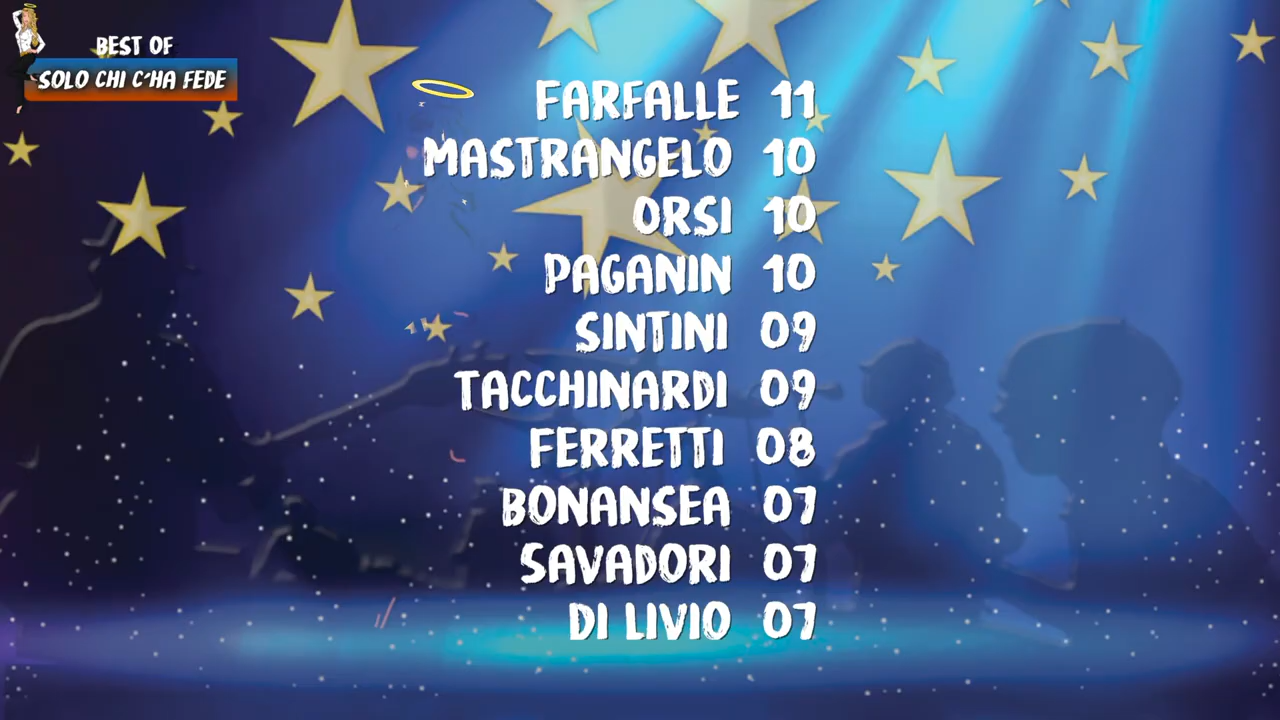 BEST OF
SOLO CHI C'HA FEDE
FARFALLE 11
MASTRANGELO 10
ORSI 10
PAGANIN 10
SINTINI 09
TACCHINARDI 09
FERRETTI 08
BONANSEA 07
SAVADORI 07
DI LIVIO 07